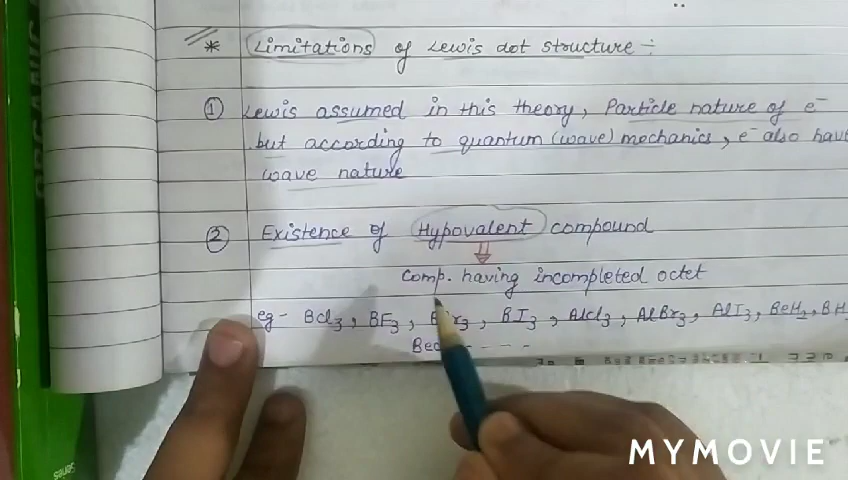 * Limitations of Lewis dot structure :-
① Lewis assumed in this theory, Particle nature of e⁻
but according to quantum (wave) mechanics, e⁻ also hav
wave nature
② Existence of Hypovalent compound
⇓
Comp. having incompleted octet
eg - BCl₃, BF₃, BI₃, AlCl₃, AlBr₃, AlI₃, BeH₂, BH
MYMOVIE